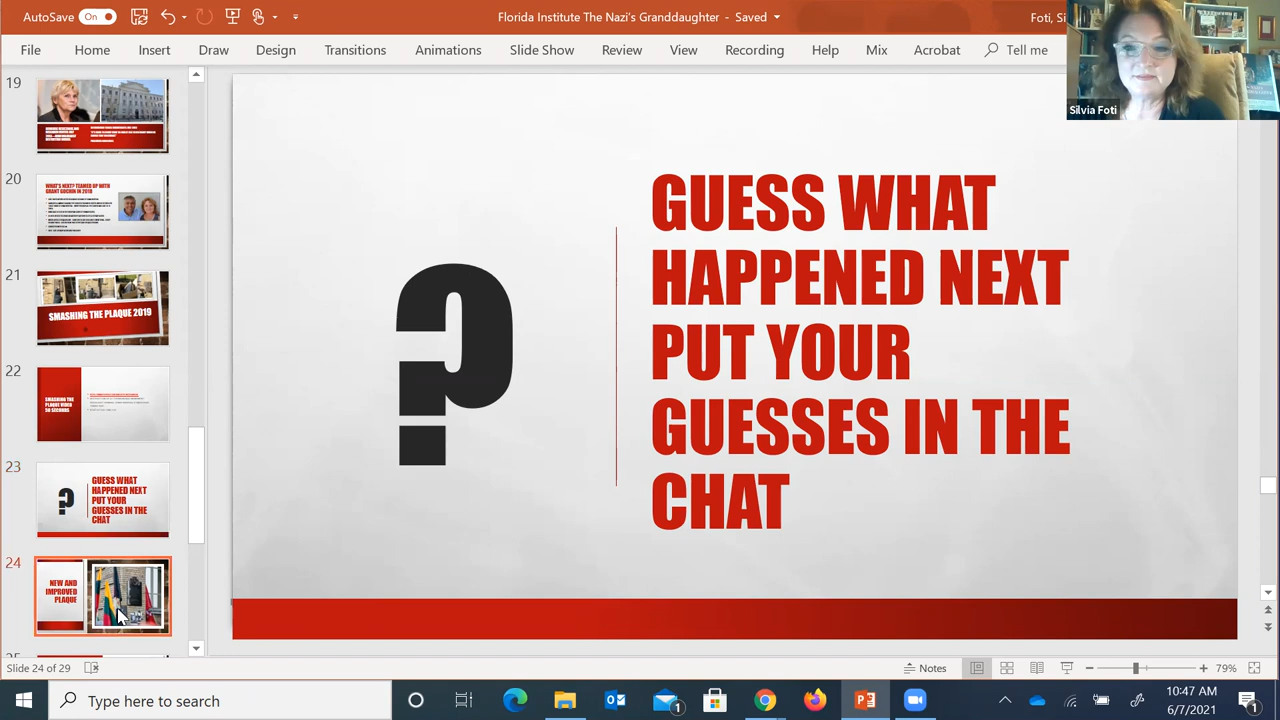 AutoSave On
Florida Institute The Nazi's Granddaughter - Saved
Foti, Si
File Home Insert Draw Design Transitions Animations Slide Show Review View Recording Help Mix Acrobat Tell me
Silvia Foti
19
20
WHAT'S NEXT? TEAMED UP WITH
GRANT GOCHIN IN 2018
21
SMASHING THE PLAQUE 2019
22
SMASHING THE
PLAQUE VIDEO
50 SECONDS
23
?
GUESS WHAT
HAPPENED NEXT
PUT YOUR
GUESSES IN THE
CHAT
24
NEW AND
IMPROVED
PLAQUE
?
GUESS WHAT
HAPPENED NEXT
PUT YOUR
GUESSES IN THE
CHAT
Slide 24 of 29
Notes
79%
Type here to search
1
10:47 AM
6/7/2021
1